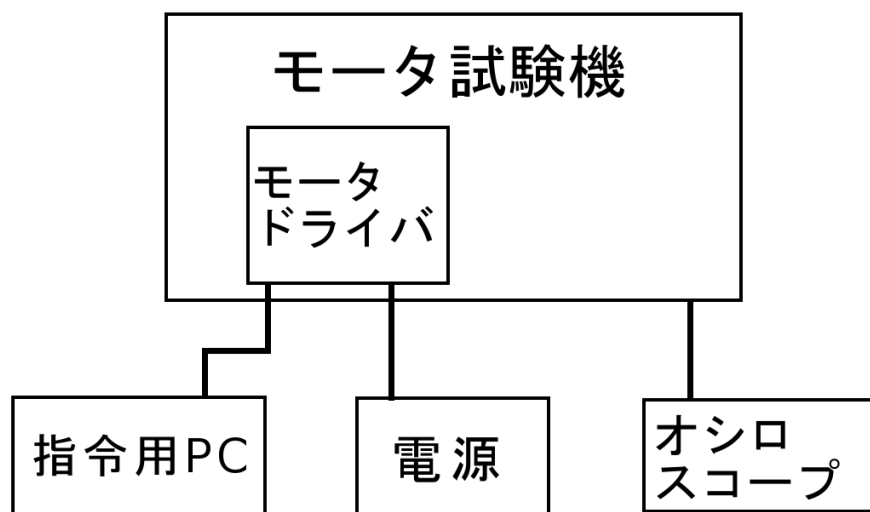 モータ試験機
モータ
ドライバ
指令用PC
電源
オシロ
スコープ